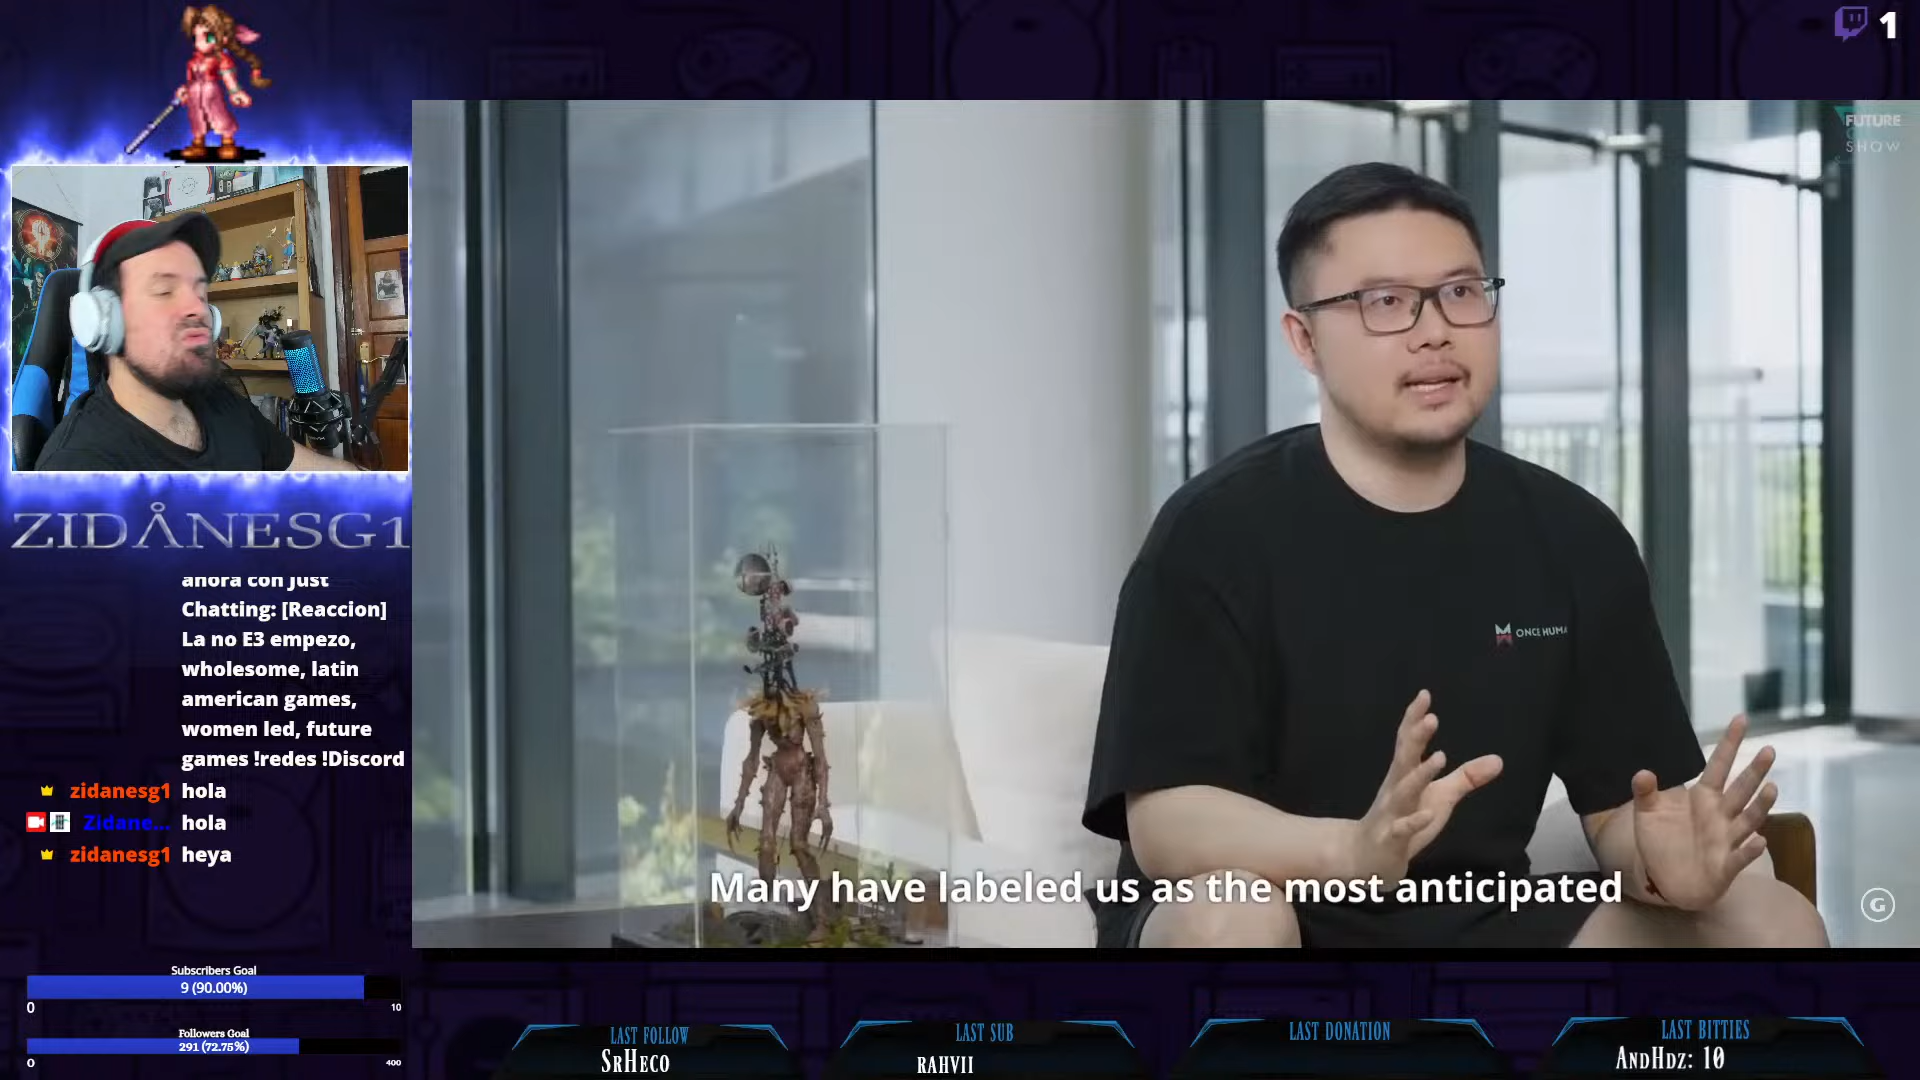 1
FUTURE
SHOW
ZIDÅNESG1
ahora con Just
Chatting: [Reaccion]
La no E3 empezo,
wholesome, latin
american games,
women led, future
games !redes !Discord
zidanesg1 hola
Zidane... hola
zidanesg1 heya
ONCE HUMA
Many have labeled us as the most anticipated
G
Subscribers Goal
9 (90.00%)
0 10
Followers Goal
291 (72.75%)
0 400
LAST FOLLOW
SRHECO
LAST SUB
RAHVII
LAST DONATION
LAST BITTIES
ANDHDZ: 10